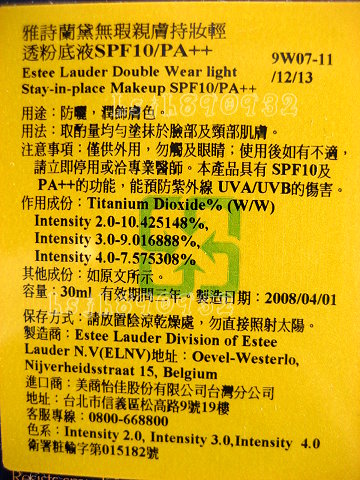 雅詩蘭黛無瑕親膚持妝輕
透粉底液SPF10/PA++
Estee Lauder Double Wear light
Stay-in-place Makeup SPF10/PA++
9W07-11
/12/13
用途：防曬，潤飾膚色。
用法：取酌量均勻塗抹於臉部及頸部肌膚。
注意事項：僅供外用，勿觸及眼睛；使用後如有不適，
請立即停用或洽專業醫師。本產品具有 SPF10及
PA++的功能，能預防紫外線 UVA/UVB的傷害。
作用成份：Titanium Dioxide% (W/W)
Intensity 2.0-10.425148%,
Intensity 3.0-9.016888%,
Intensity 4.0-7.575308%
其他成份：如原文所示。
容量：30ml 有效期間三年 製造日期：2008/04/01
保存方式：請放置陰涼乾燥處，勿直接照射太陽。
製造商：Estee Lauder Division of Estee
Lauder N.V(ELNV)地址：Oevel-Westerlo,
Nijverheidsstraat 15, Belgium
進口商：美商怡佳股份有限公司台灣分公司
地址：台北市信義區松高路9號19樓
客服專線：0800-668800
色系：Intensity 2.0, Intensity 3.0,Intensity 4.0
衛署粧輸字第015182號